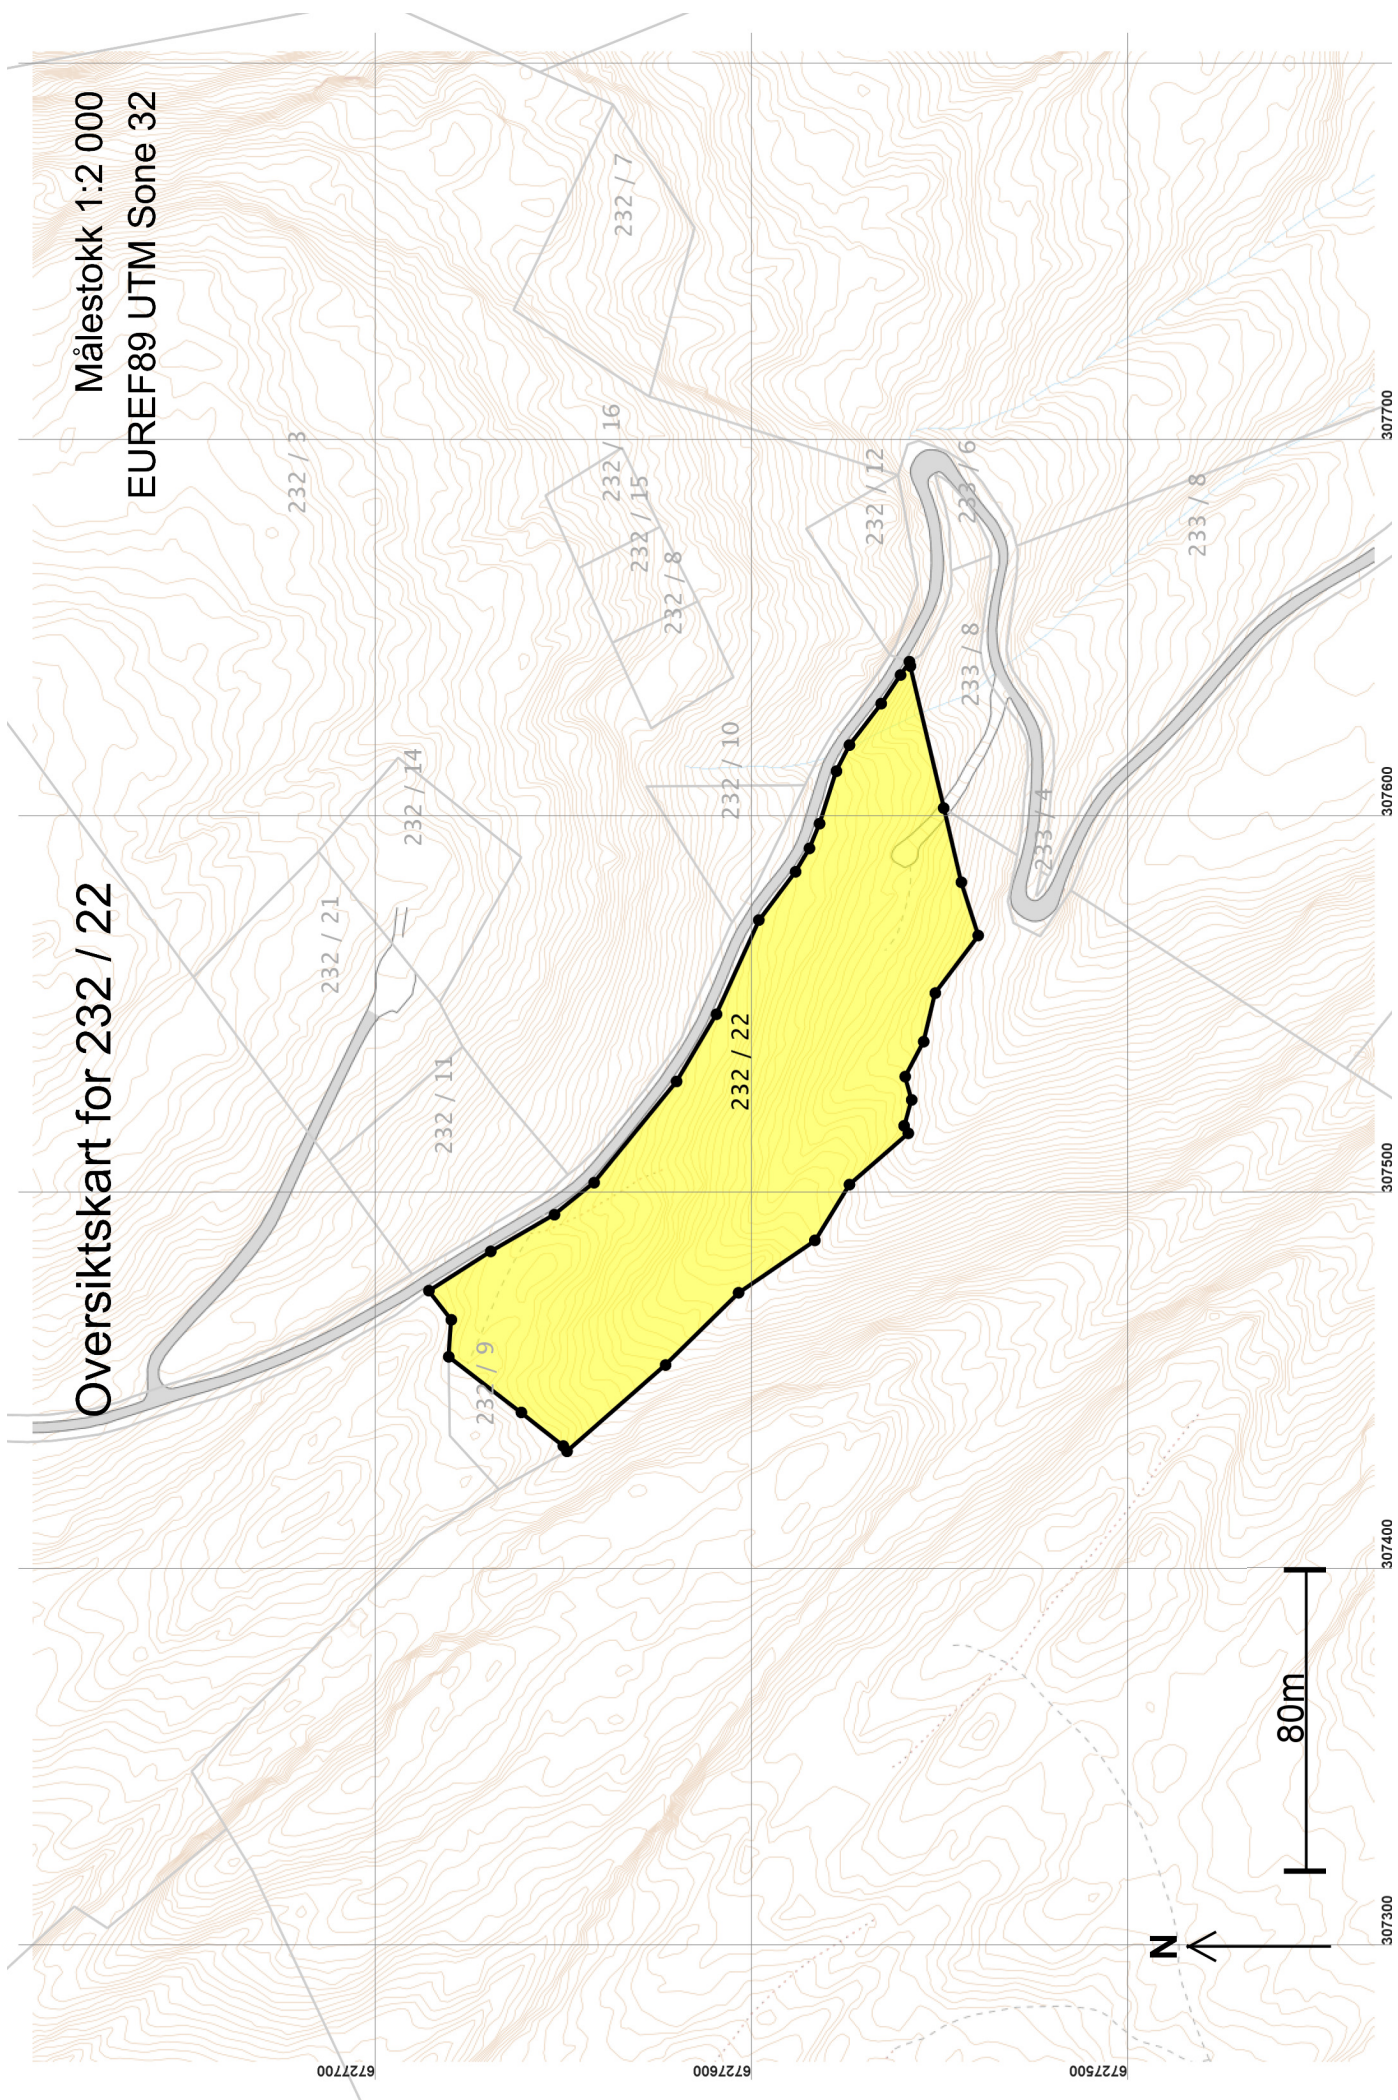 Oversiktskart for 232 / 22
Målestokk 1:2 000
EUREF89 UTM Sone 32
232 / 3
232 / 7
232 / 16
232 / 15
232 / 8
232 / 14
232 / 21
232 / 11
232 / 10
232 / 12
233 / 6
233 / 8
233 / 8
233 / 4
232 / 22
232 / 9
80m
N
6727700
6727600
6727500
307300
307400
307500
307600
307700